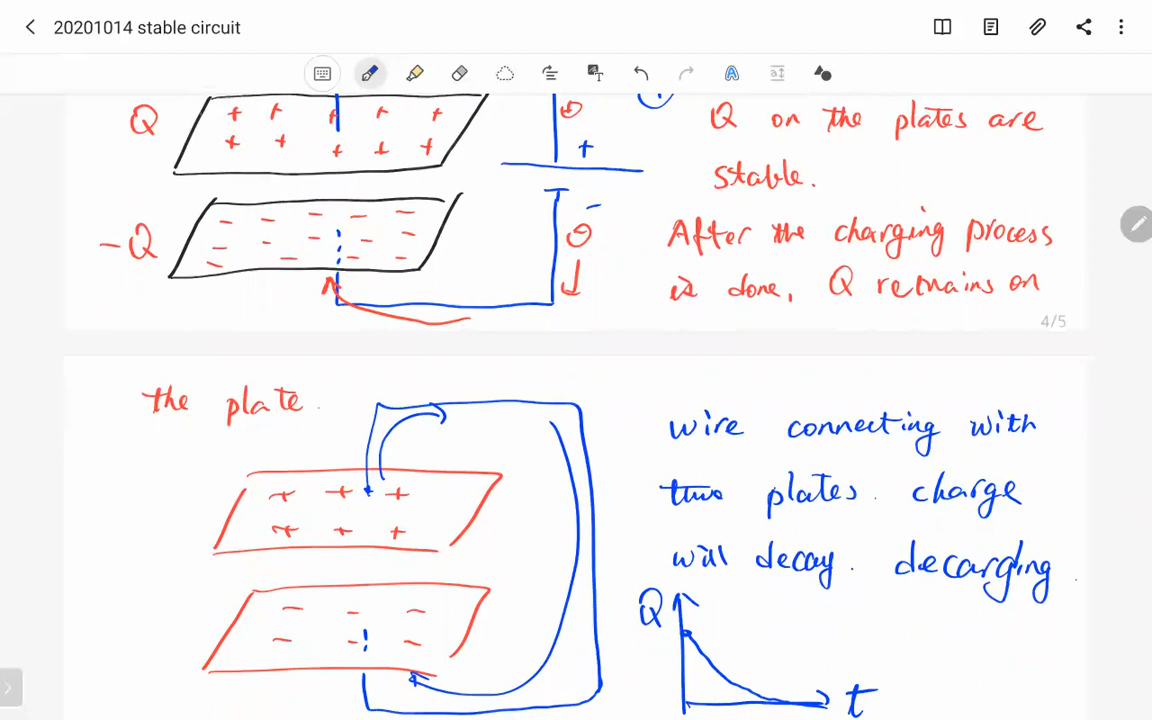 20201014 stable circuit
Q
Q on the plates are
stable.
-Q
After the charging process
is done, Q remains on
4/5
the plate.
wire connecting with
two plates. charge
will decay. decarging.
Q
t